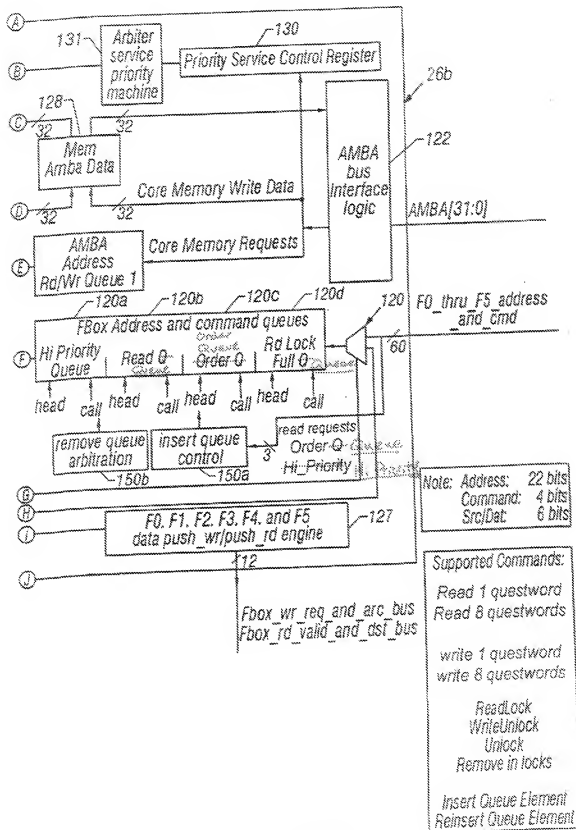 A
B
131
Arbiter
service
priority
machine
130
Priority Service Control Register
26b
C
32
128
32
Mem
Amba Data
AMBA
bus
Interface
logic
122
D
32
32
Core Memory Write Data
AMBA[31:0]
E
AMBA
Address
Rd/Wr Queue 1
Core Memory Requests
120a
120b
120c
120d
120
F0_thru_F5_address
_and_cmd
60
FBox Address and command queues
F
Hi Priority
Queue
Read Q
Queue
Order
Queue
Order Q
Rd Lock
Full Q
Queue
head
call
head
call
head
call
head
call
remove queue
arbitration
150b
insert queue
control
150a
3
read requests
Order Q Queue
Hi_Priority Hi Priority
G
H
Note: Address: 22 bits
Command: 4 bits
Src/Dat: 6 bits
I
F0. F1. F2. F3. F4. and F5
data push_wr/push_rd engine
127
J
12
Fbox_wr_req_and_arc_bus
Fbox_rd_valid_and_dst_bus
Supported Commands:
Read 1 questword
Read 8 questwords
write 1 questword
write 8 questwords
ReadLock
WriteUnlock
Unlock
Remove in locks
Insert Queue Element
Reinsert Queue Element